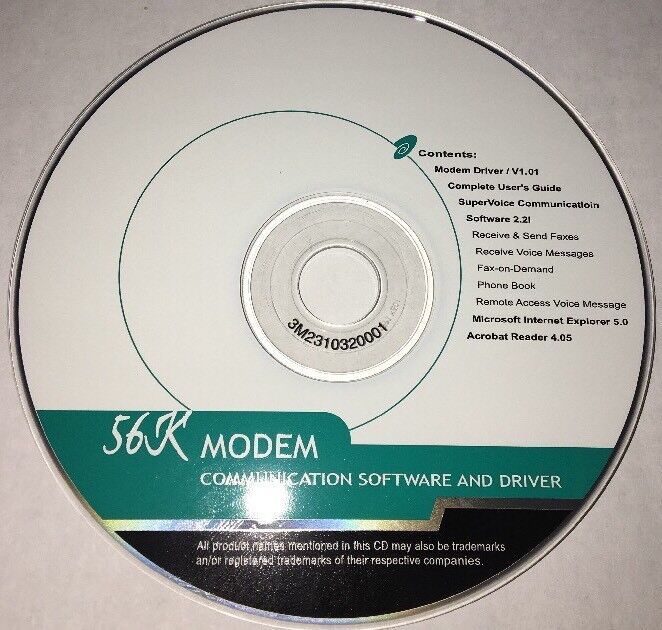 Contents:
Modem Driver / V1.01
Complete User's Guide
SuperVoice Communicatioin
Software 2.2I
Receive & Send Faxes
Receive Voice Messages
Fax-on-Demand
Phone Book
Remote Access Voice Message
Microsoft Internet Explorer 5.0
Acrobat Reader 4.05
3M2310320001
56K MODEM
COMMUNICATION SOFTWARE AND DRIVER
All product names mentioned in this CD may also be trademarks
an/or registered trademarks of their respective companies.